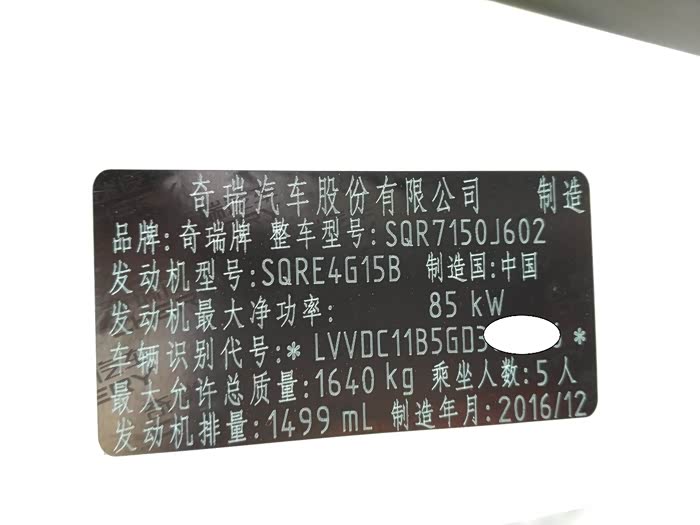 奇瑞汽车股份有限公司 制造
品牌:奇瑞牌 整车型号:SQR7150J602
发动机型号:SQRE4G15B 制造国:中国
发动机最大净功率: 85 kW
车辆识别代号:* LVVDC11B5GD3 *
最大允许总质量:1640 kg 乘坐人数:5 人
发动机排量:1499 mL 制造年月:2016/12